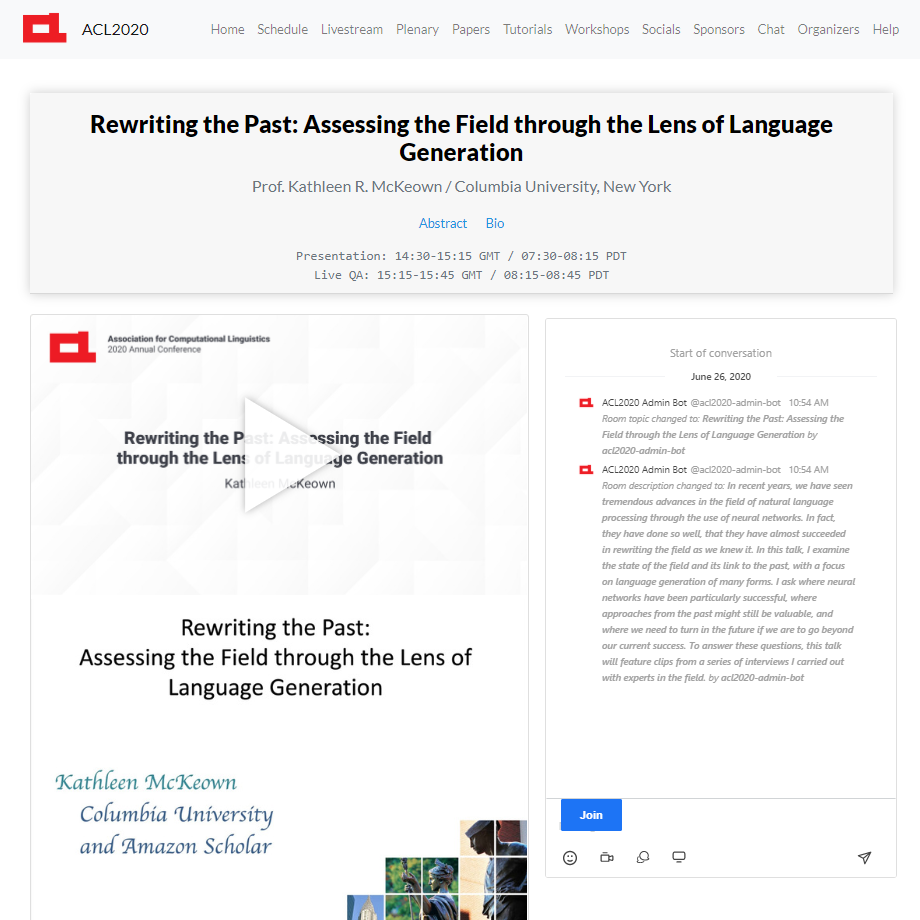 ACL2020
Home Schedule Livestream Plenary Papers Tutorials Workshops Socials Sponsors Chat Organizers Help
Rewriting the Past: Assessing the Field through the Lens of Language
Generation
Prof. Kathleen R. McKeown / Columbia University, New York
Abstract Bio
Presentation: 14:30-15:15 GMT / 07:30-08:15 PDT
Live QA: 15:15-15:45 GMT / 08:15-08:45 PDT
Association for Computational Linguistics
2020 Annual Conference
Rewriting the Past: Assessing the Field
through the Lens of Language Generation
Kathleen McKeown
Rewriting the Past:
Assessing the Field through the Lens of
Language Generation
Kathleen McKeown
Columbia University
and Amazon Scholar
Start of conversation
June 26, 2020
ACL2020 Admin Bot @acl2020-admin-bot 10:54 AM
Room topic changed to: Rewriting the Past: Assessing the
Field through the Lens of Language Generation by
acl2020-admin-bot
ACL2020 Admin Bot @acl2020-admin-bot 10:54 AM
Room description changed to: In recent years, we have seen
tremendous advances in the field of natural language
processing through the use of neural networks. In fact,
they have done so well, that they have almost succeeded
in rewriting the field as we knew it. In this talk, I examine
the state of the field and its link to the past, with a focus
on language generation of many forms. I ask where neural
networks have been particularly successful, where
approaches from the past might still be valuable, and
where we need to turn in the future if we are to go beyond
our current success. To answer these questions, this talk
will feature clips from a series of interviews I carried out
with experts in the field. by acl2020-admin-bot
Join